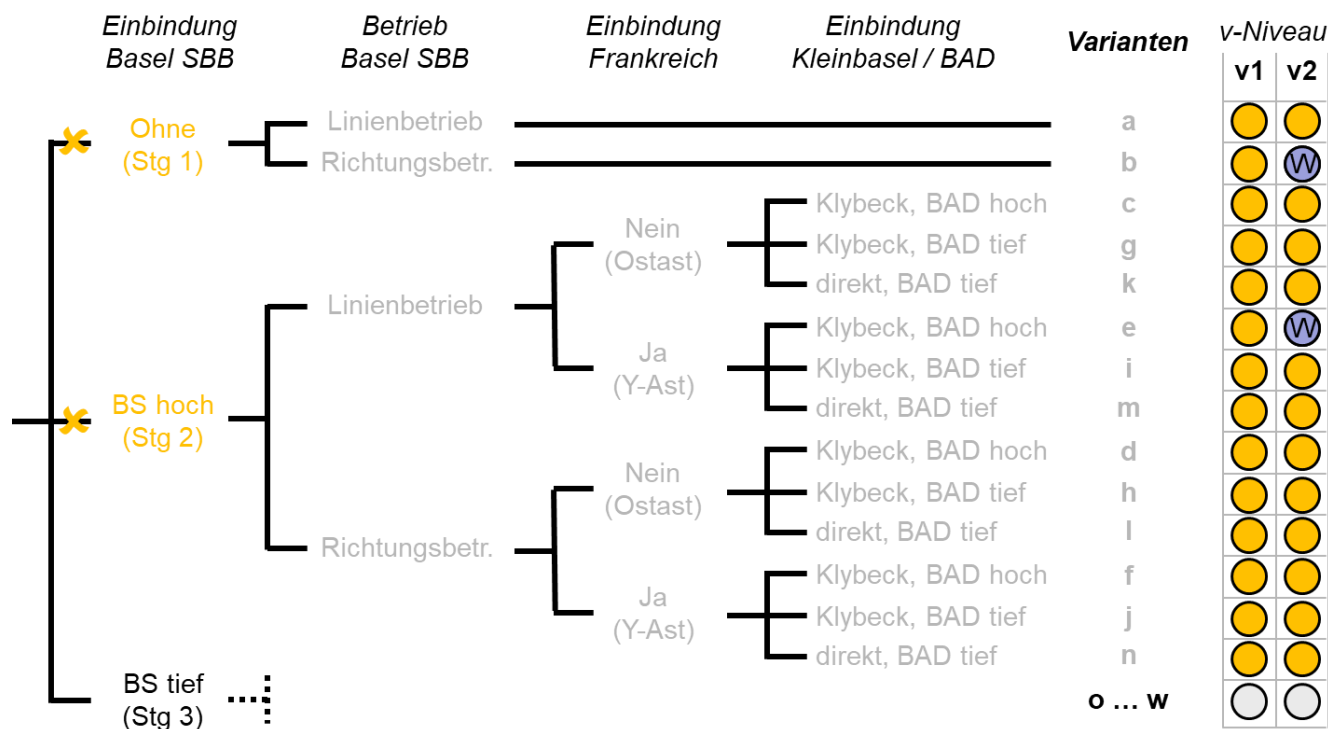 Einbindung Basel SBB
Betrieb Basel SBB
Einbindung Frankreich
Einbindung Kleinbasel / BAD
Varianten
v-Niveau
v1 v2
Ohne (Stg 1)
Linienbetrieb
a
Richtungsbetr.
b
W
BS hoch (Stg 2)
Linienbetrieb
Nein (Ostast)
Klybeck, BAD hoch
c
Klybeck, BAD tief
g
direkt, BAD tief
k
Ja (Y-Ast)
Klybeck, BAD hoch
e
W
Klybeck, BAD tief
i
direkt, BAD tief
m
Richtungsbetr.
Nein (Ostast)
Klybeck, BAD hoch
d
Klybeck, BAD tief
h
direkt, BAD tief
l
Ja (Y-Ast)
Klybeck, BAD hoch
f
Klybeck, BAD tief
j
direkt, BAD tief
n
BS tief (Stg 3)
o ... w